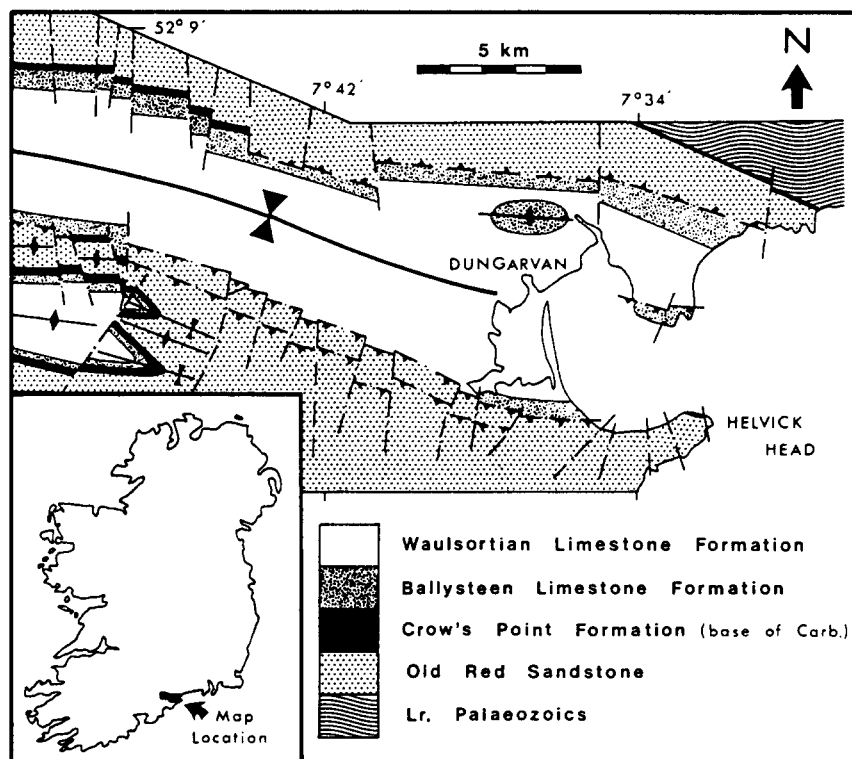 52°9′
5 km
N
7°42′
7°34′
DUNGARVAN
HELVICK
HEAD
Map
Location
Waulsortian Limestone Formation
Ballysteen Limestone Formation
Crow's Point Formation (base of Carb.)
Old Red Sandstone
Lr. Palaeozoics